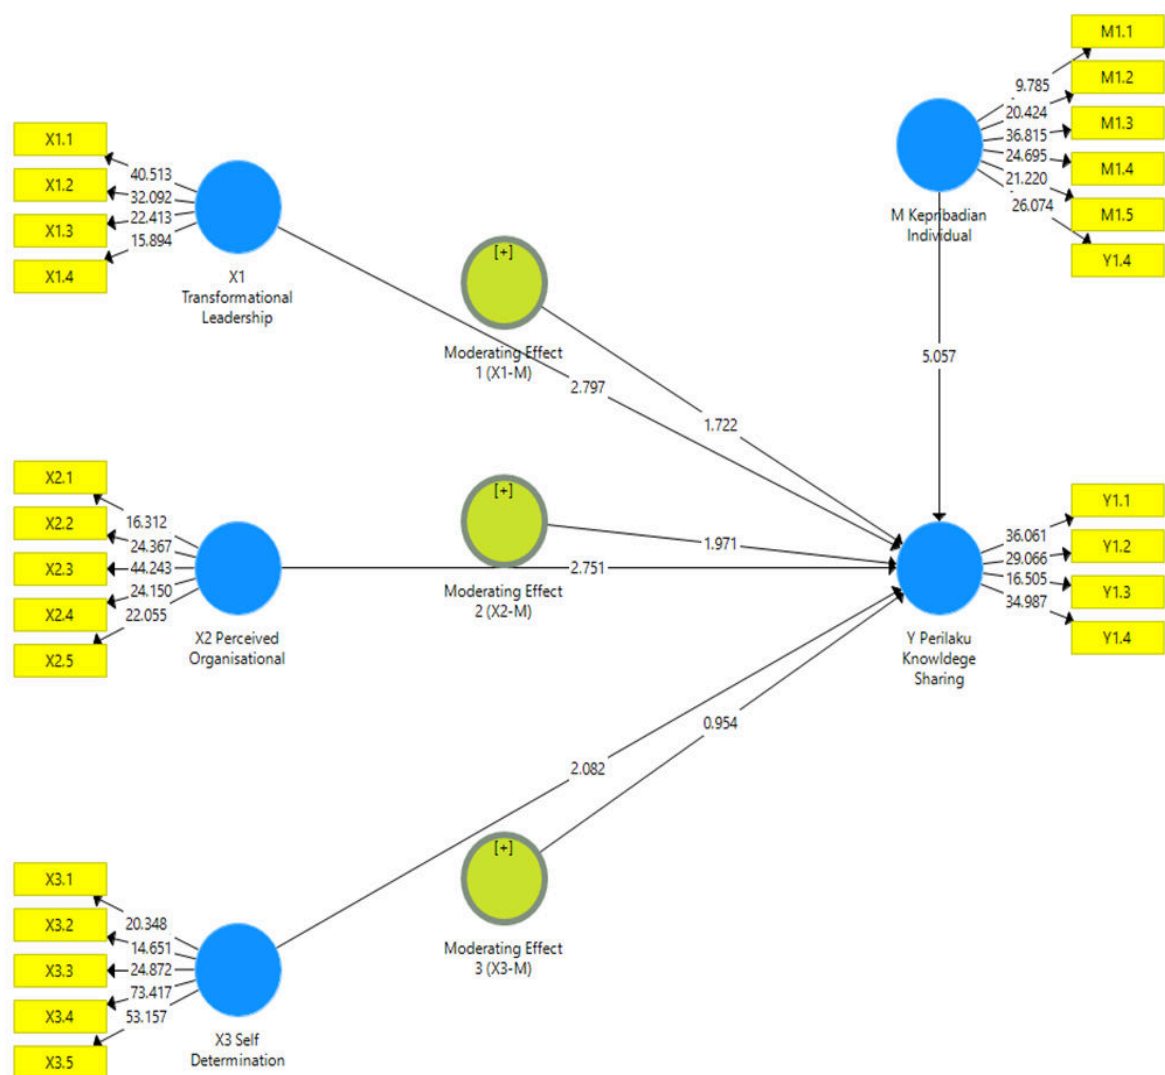 M1.1
9.785
M1.2
20.424
M1.3
36.815
M1.4
24.695
M1.5
21.220
Y1.4
26.074
M Kepribadian
Individual
X1.1
40.513
X1.2
32.092
X1.3
22.413
X1.4
15.894
X1
Transformational
Leadership
[+]
Moderating Effect
1 (X1-M)
2.797
1.722
5.057
X2.1
16.312
X2.2
24.367
X2.3
44.243
X2.4
24.150
X2.5
22.055
X2 Perceived
Organisational
[+]
Moderating Effect
2 (X2-M)
1.971
2.751
Y1.1
36.061
Y1.2
29.066
Y1.3
16.505
Y1.4
34.987
Y Perilaku
Knowldege
Sharing
2.082
0.954
X3.1
20.348
X3.2
14.651
X3.3
24.872
X3.4
73.417
X3.5
53.157
X3 Self
Determination
[+]
Moderating Effect
3 (X3-M)